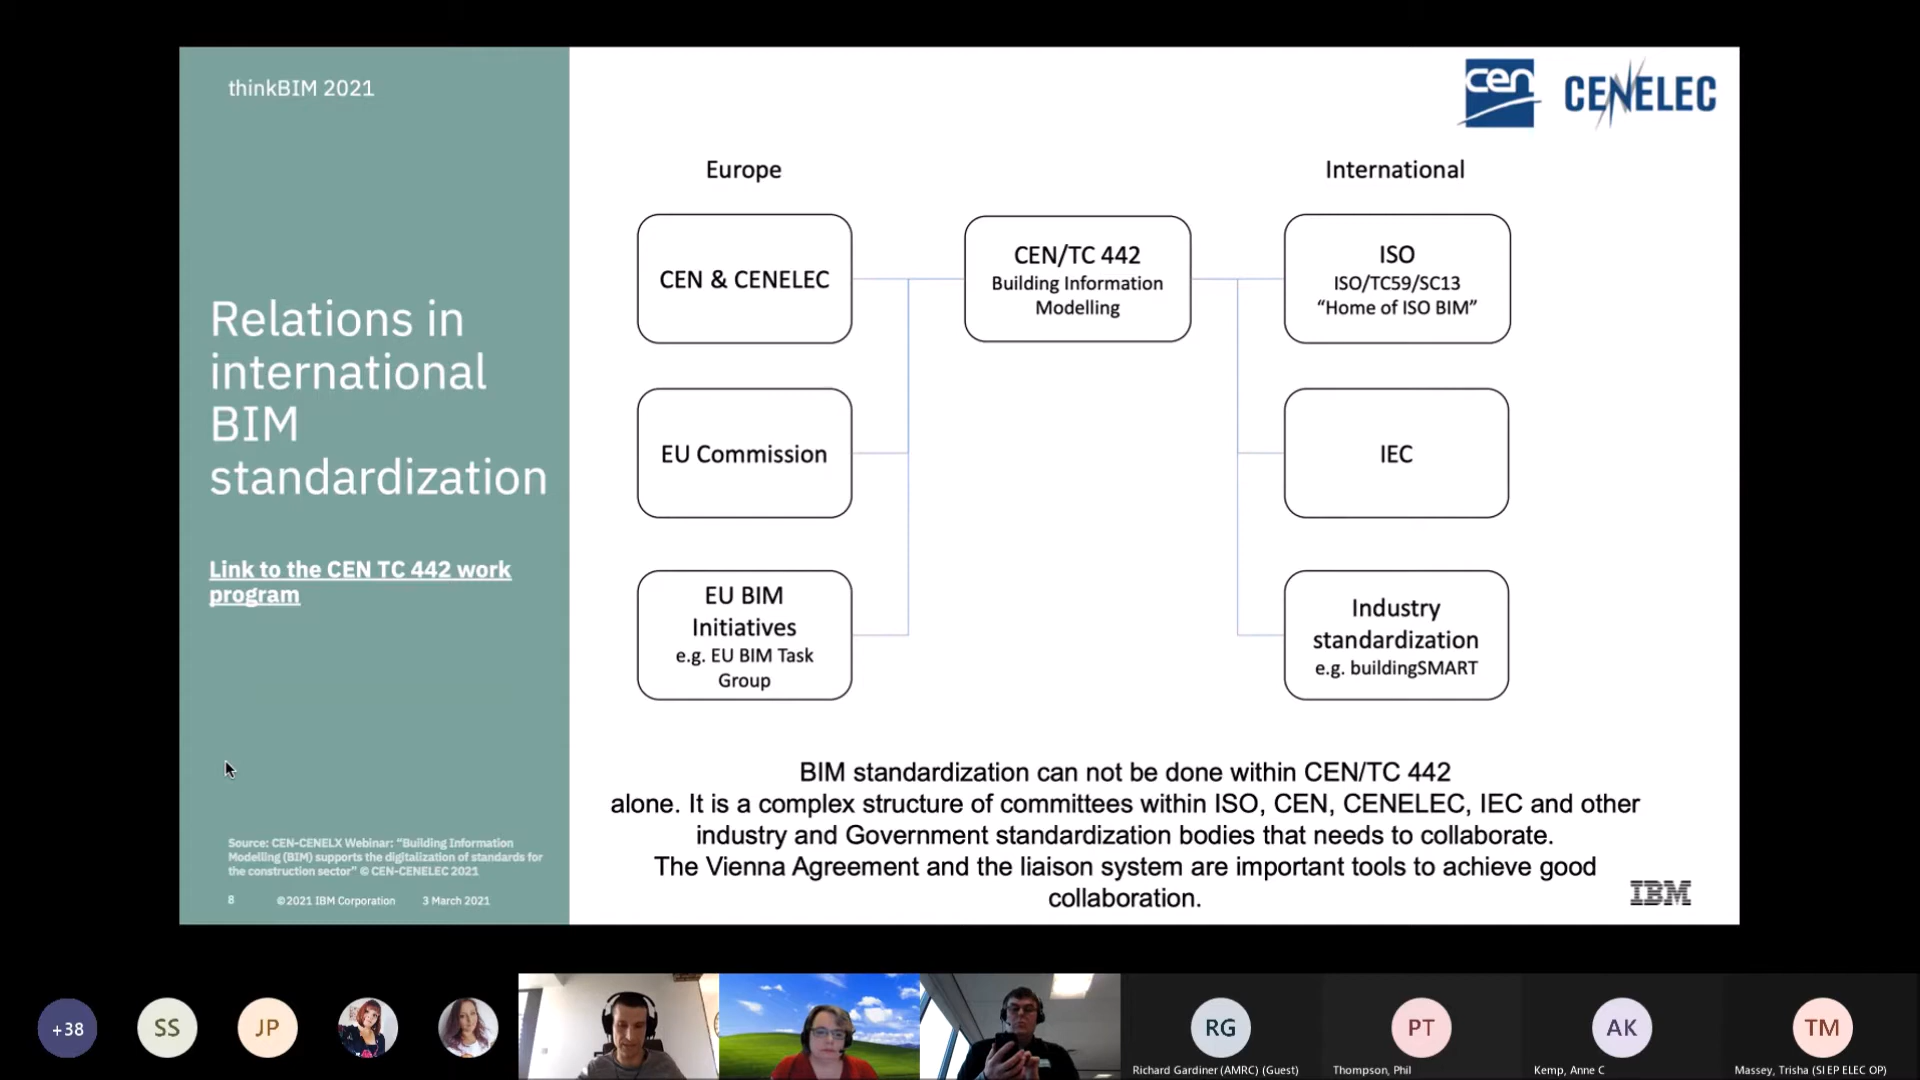 thinkBIM 2021
Relations in
international
BIM
standardization
Link to the CEN TC 442 work
program
Source: CEN-CENELX Webinar: “Building Information
Modelling (BIM) supports the digitalization of standards for
the construction sector” © CEN-CENELEC 2021
8 ©2021 IBM Corporation 3 March 2021
cen CENELEC
Europe
International
CEN & CENELEC
CEN/TC 442
Building Information
Modelling
ISO
ISO/TC59/SC13
“Home of ISO BIM”
EU Commission
IEC
EU BIM
Initiatives
e.g. EU BIM Task
Group
Industry
standardization
e.g. buildingSMART
BIM standardization can not be done within CEN/TC 442
alone. It is a complex structure of committees within ISO, CEN, CENELEC, IEC and other
industry and Government standardization bodies that needs to collaborate.
The Vienna Agreement and the liaison system are important tools to achieve good
collaboration.
IBM
+38
SS
JP
RG
Richard Gardiner (AMRC) (Guest)
PT
Thompson, Phil
AK
Kemp, Anne C
TM
Massey, Trisha (SI EP ELEC OP)